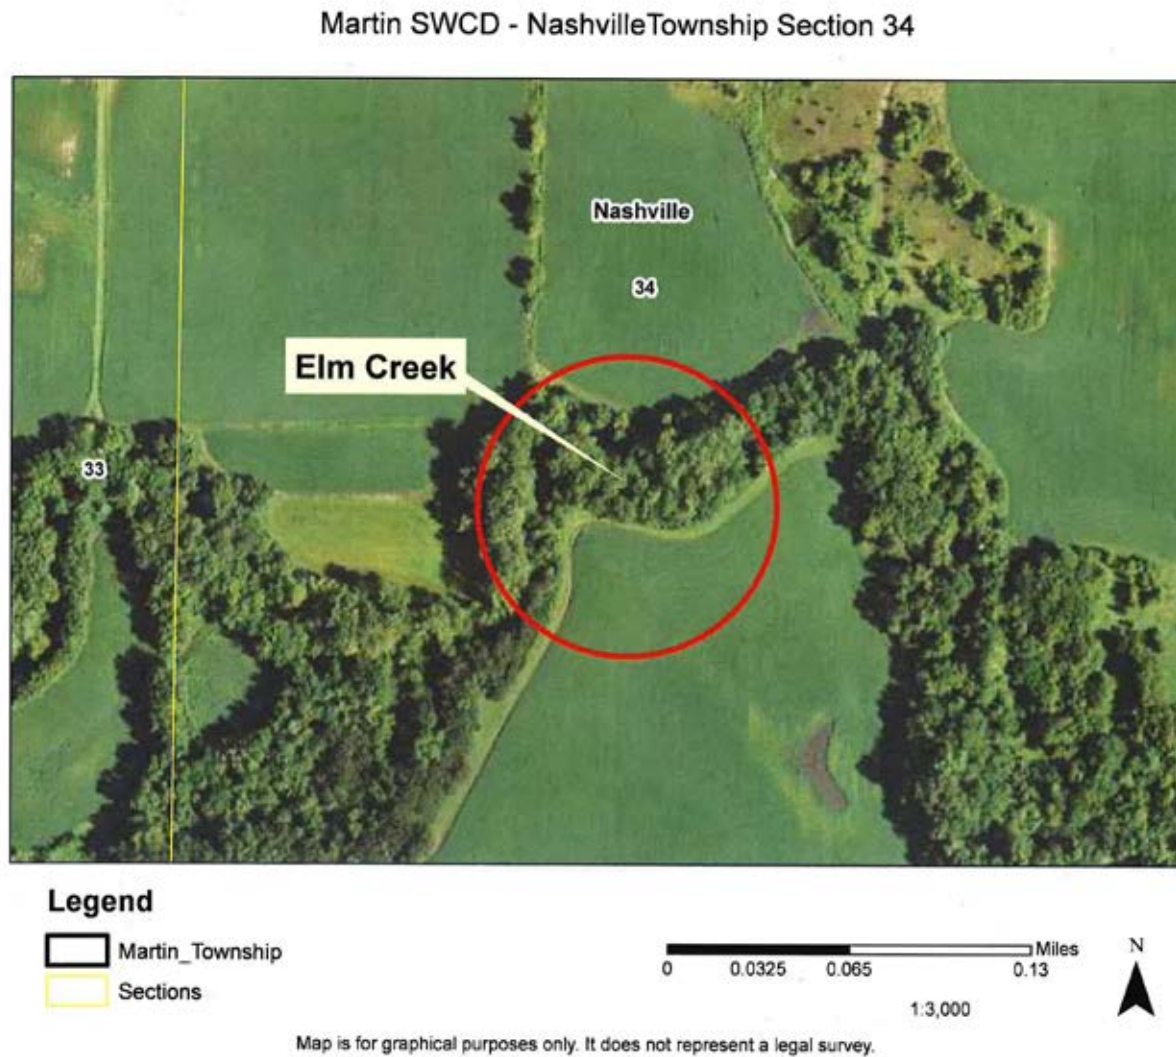 Martin SWCD - NashvilleTownship Section 34
Nashville
34
Elm Creek
33
Legend
Martin_Township
Sections
Miles
0 0.0325 0.065 0.13
1:3,000
N
Map is for graphical purposes only. It does not represent a legal survey.